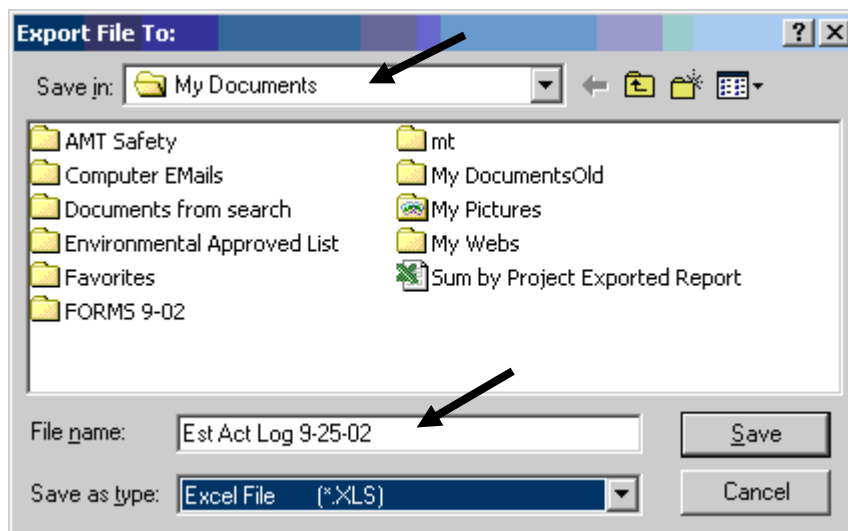 Export File To:
Save in: My Documents
AMT Safety
Computer EMails
Documents from search
Environmental Approved List
Favorites
FORMS 9-02
mt
My DocumentsOld
My Pictures
My Webs
Sum by Project Exported Report
File name: Est Act Log 9-25-02 Save
Save as type: Excel File (*.XLS) Cancel